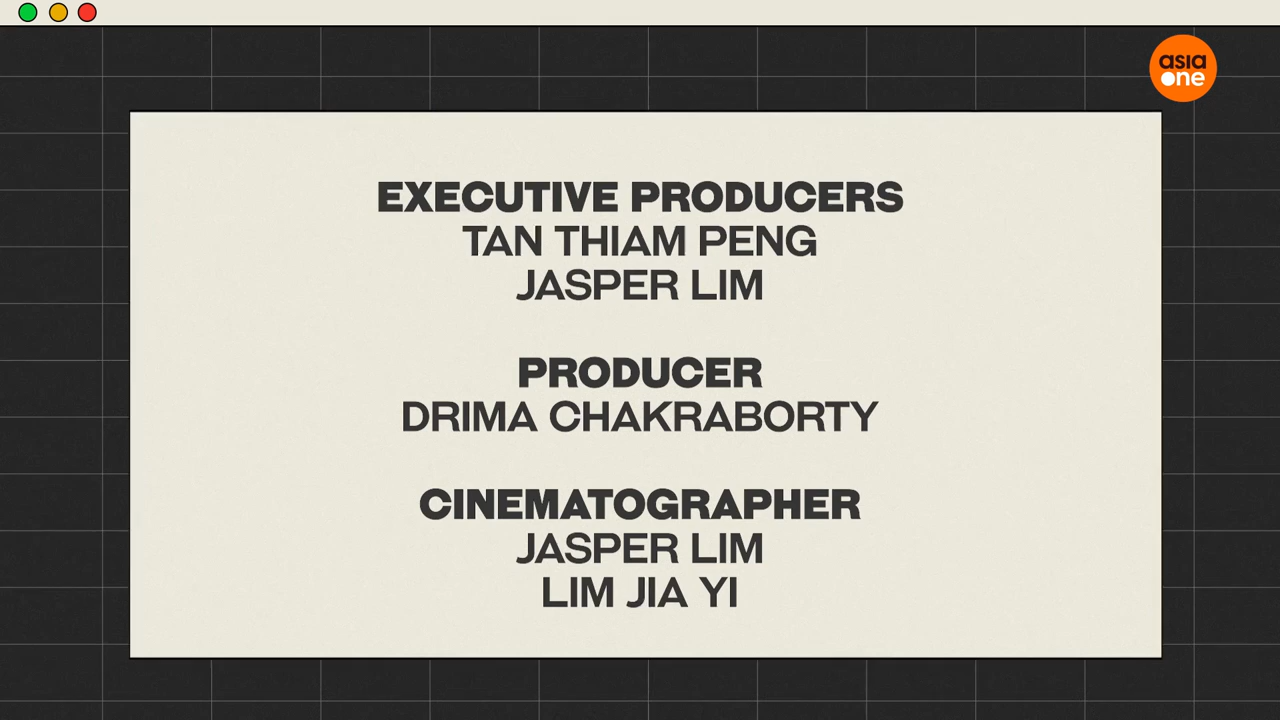 asia
one
EXECUTIVE PRODUCERS
TAN THIAM PENG
JASPER LIM
PRODUCER
DRIMA CHAKRABORTY
CINEMATOGRAPHER
JASPER LIM
LIM JIA YI